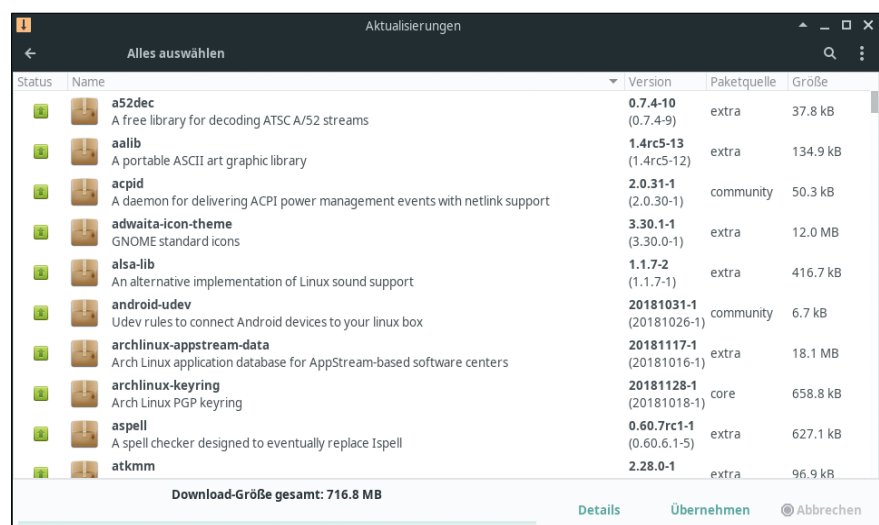 Aktualisierungen
Alles auswählen
Status Name Version Paketquelle Größe
a52dec 0.7.4-10
A free library for decoding ATSC A/52 streams (0.7.4-9) extra 37.8 kB
aalib 1.4rc5-13
A portable ASCII art graphic library (1.4rc5-12) extra 134.9 kB
acpid 2.0.31-1
A daemon for delivering ACPI power management events with netlink support (2.0.30-1) community 50.3 kB
adwaita-icon-theme 3.30.1-1
GNOME standard icons (3.30.0-1) extra 12.0 MB
alsa-lib 1.1.7-2
An alternative implementation of Linux sound support (1.1.7-1) extra 416.7 kB
android-udev 20181031-1
Udev rules to connect Android devices to your linux box (20181026-1) community 6.7 kB
archlinux-appstream-data 20181117-1
Arch Linux application database for AppStream-based software centers (20181016-1) extra 18.1 MB
archlinux-keyring 20181128-1
Arch Linux PGP keyring (20181018-1) core 658.8 kB
aspell 0.60.7rc1-1
A spell checker designed to eventually replace Ispell (0.60.6.1-5) extra 627.1 kB
atkmm 2.28.0-1
extra 96.9 kB
Download-Größe gesamt: 716.8 MB
Details Übernehmen Abbrechen